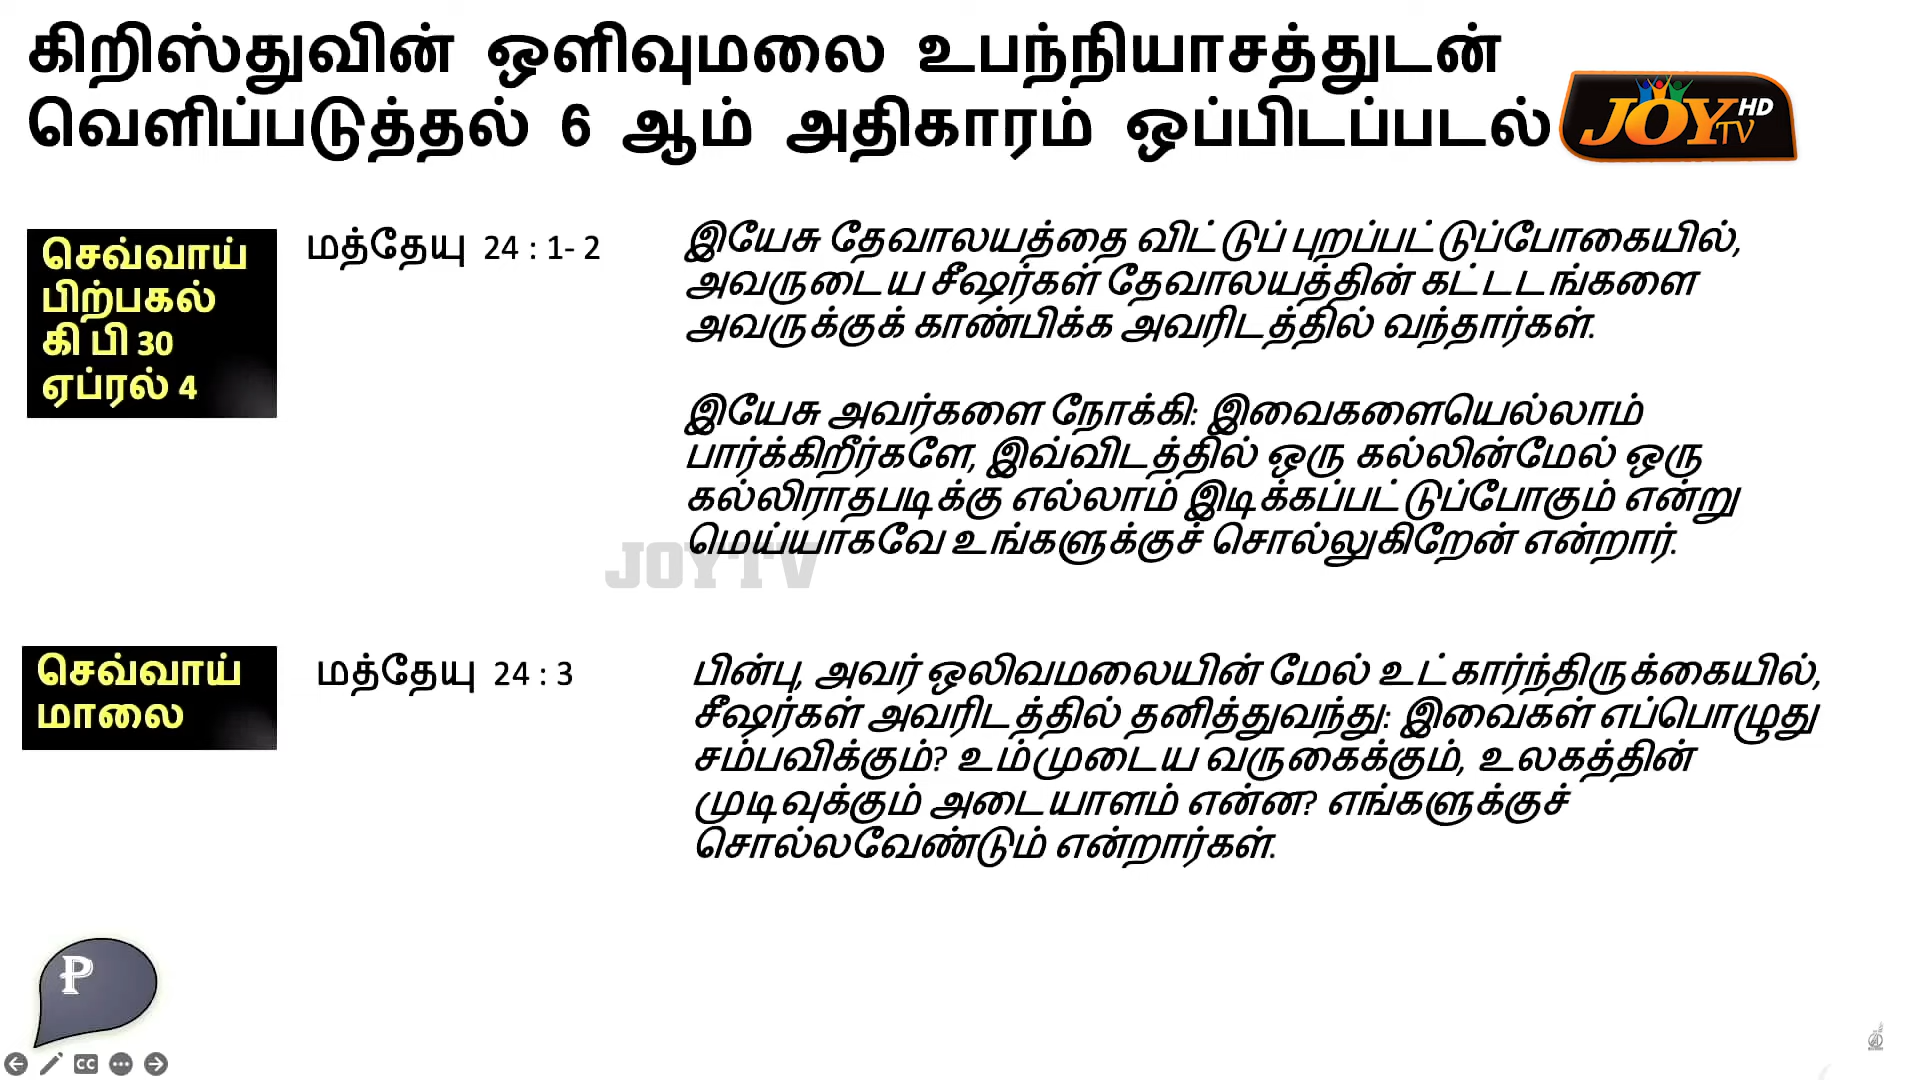 கிறிஸ்துவின் ஒளிவுமலை உபந்நியாசத்துடன்
வெளிப்படுத்தல் 6 ஆம் அதிகாரம் ஒப்பிடப்படல்
JOY TV HD
செவ்வாய்
பிற்பகல்
கி பி 30
ஏப்ரல் 4
மத்தேயு 24 : 1- 2
இயேசு தேவாலயத்தை விட்டுப் புறப்பட்டுப்போகையில்,
அவருடைய சீஷர்கள் தேவாலயத்தின் கட்டடங்களை
அவருக்குக் காண்பிக்க அவரிடத்தில் வந்தார்கள்.
இயேசு அவர்களை நோக்கி: இவைகளையெல்லாம்
பார்க்கிறீர்களே, இவ்விடத்தில் ஒரு கல்லின்மேல் ஒரு
கல்லிராதபடிக்கு எல்லாம் இடிக்கப்பட்டுப்போகும் என்று
மெய்யாகவே உங்களுக்குச் சொல்லுகிறேன் என்றார்.
JOYTV
செவ்வாய்
மாலை
மத்தேயு 24 : 3
பின்பு, அவர் ஒலிவமலையின் மேல் உட்கார்ந்திருக்கையில்,
சீஷர்கள் அவரிடத்தில் தனித்துவந்து: இவைகள் எப்பொழுது
சம்பவிக்கும்? உம்முடைய வருகைக்கும், உலகத்தின்
முடிவுக்கும் அடையாளம் என்ன? எங்களுக்குச்
சொல்லவேண்டும் என்றார்கள்.
P
CC